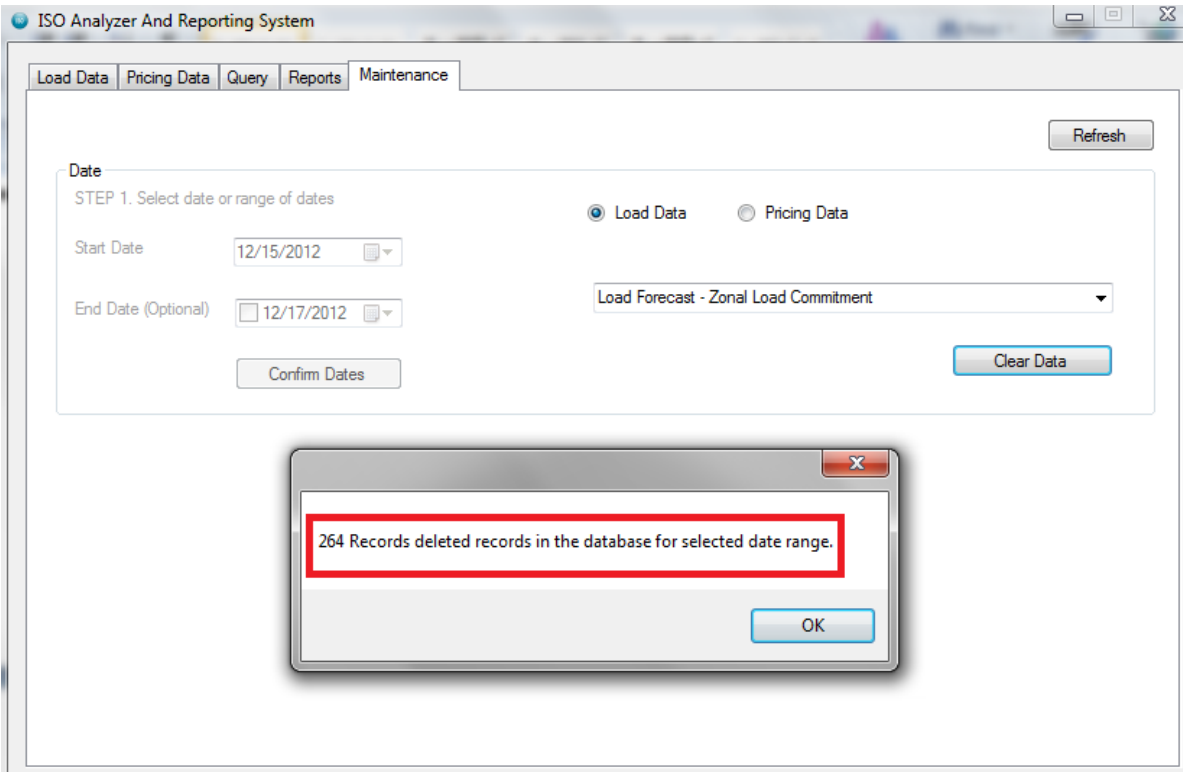 ISO Analyzer And Reporting System
Load Data Pricing Data Query Reports Maintenance
Refresh
Date
STEP 1. Select date or range of dates
Load Data Pricing Data
Start Date 12/15/2012
End Date (Optional) 12/17/2012
Load Forecast - Zonal Load Commitment
Confirm Dates
Clear Data
264 Records deleted records in the database for selected date range.
OK